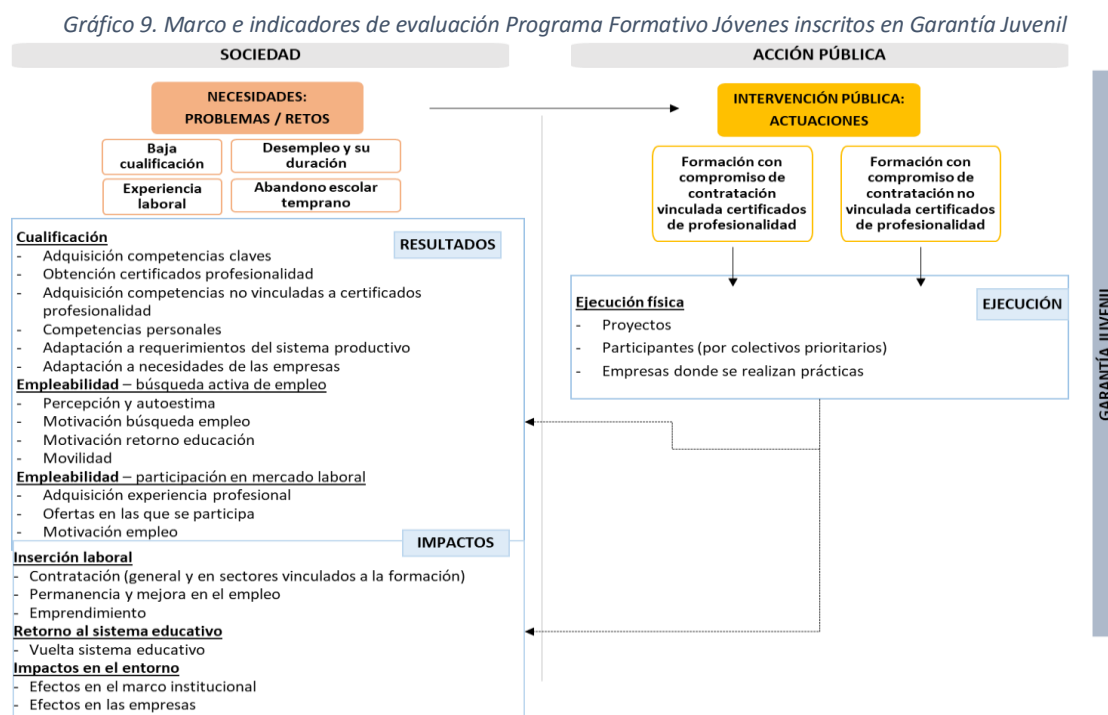 Gráfico 9. Marco e indicadores de evaluación Programa Formativo Jóvenes inscritos en Garantía Juvenil
SOCIEDAD
NECESIDADES:
PROBLEMAS / RETOS
Baja
cualificación
Desempleo y su
duración
Experiencia
laboral
Abandono escolar
temprano
RESULTADOS
Cualificación
- Adquisición competencias claves
- Obtención certificados profesionalidad
- Adquisición competencias no vinculadas a certificados
profesionalidad
- Competencias personales
- Adaptación a requerimientos del sistema productivo
- Adaptación a necesidades de las empresas
Empleabilidad – búsqueda activa de empleo
- Percepción y autoestima
- Motivación búsqueda empleo
- Motivación retorno educación
- Movilidad
Empleabilidad – participación en mercado laboral
- Adquisición experiencia profesional
- Ofertas en las que se participa
- Motivación empleo
IMPACTOS
Inserción laboral
- Contratación (general y en sectores vinculados a la formación)
- Permanencia y mejora en el empleo
- Emprendimiento
Retorno al sistema educativo
- Vuelta sistema educativo
Impactos en el entorno
- Efectos en el marco institucional
- Efectos en las empresas
ACCIÓN PÚBLICA
INTERVENCIÓN PÚBLICA:
ACTUACIONES
Formación con
compromiso de
contratación
vinculada certificados
de profesionalidad
Formación con
compromiso de
contratación no
vinculada certificados
de profesionalidad
EJECUCIÓN
Ejecución física
- Proyectos
- Participantes (por colectivos prioritarios)
- Empresas donde se realizan prácticas
GARANTÍA JUVENIL